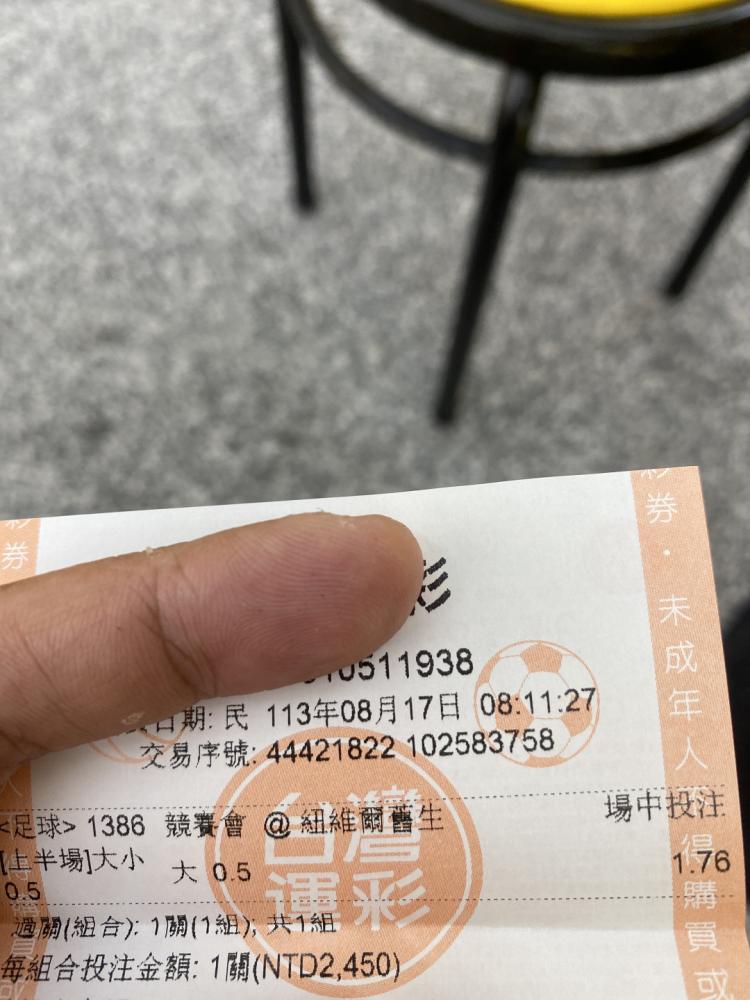 彩
10511938
日期: 民 113年08月17日 08:11:27
交易序號: 44421822 102583758
場中投注
<足球> 1386 競賽會 @ 紐維爾舊生
[上半場]大小 大 0.5 1.76
0.5
過關(組合): 1關(1組); 共1組
每組合投注金額: 1關(NTD2,450)
台灣
運彩
彩券
彩券・未成年人不得購買或